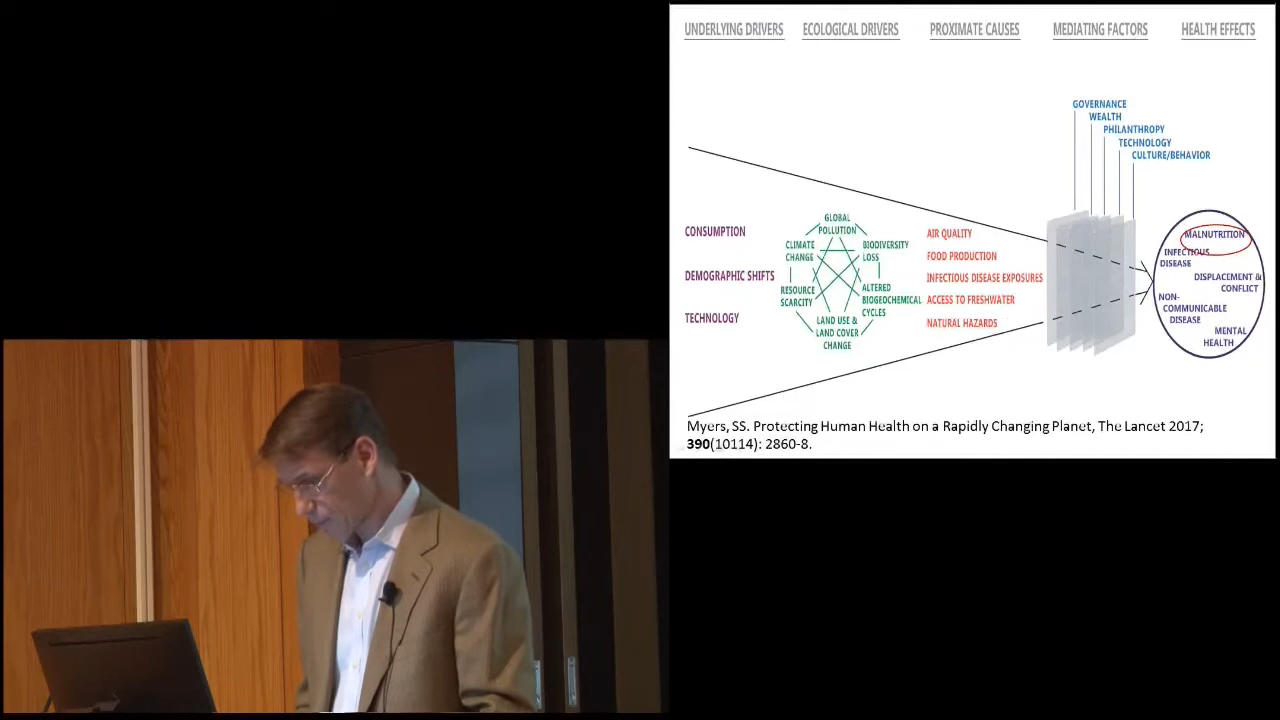 UNDERLYING DRIVERS ECOLOGICAL DRIVERS PROXIMATE CAUSES MEDIATING FACTORS HEALTH EFFECTS
GOVERNANCE
WEALTH
PHILANTHROPY
TECHNOLOGY
CULTURE/BEHAVIOR
CONSUMPTION
DEMOGRAPHIC SHIFTS
TECHNOLOGY
GLOBAL
POLLUTION
CLIMATE
CHANGE
BIODIVERSITY
LOSS
RESOURCE
SCARCITY
ALTERED
BIOGEOCHEMICAL
CYCLES
LAND USE &
LAND COVER
CHANGE
AIR QUALITY
FOOD PRODUCTION
INFECTIOUS DISEASE EXPOSURES
ACCESS TO FRESHWATER
NATURAL HAZARDS
MALNUTRITION
INFECTIOUS
DISEASE
DISPLACEMENT &
CONFLICT
NON-
COMMUNICABLE
DISEASE
MENTAL
HEALTH
Myers, SS. Protecting Human Health on a Rapidly Changing Planet, The Lancet 2017;
390(10114): 2860-8.